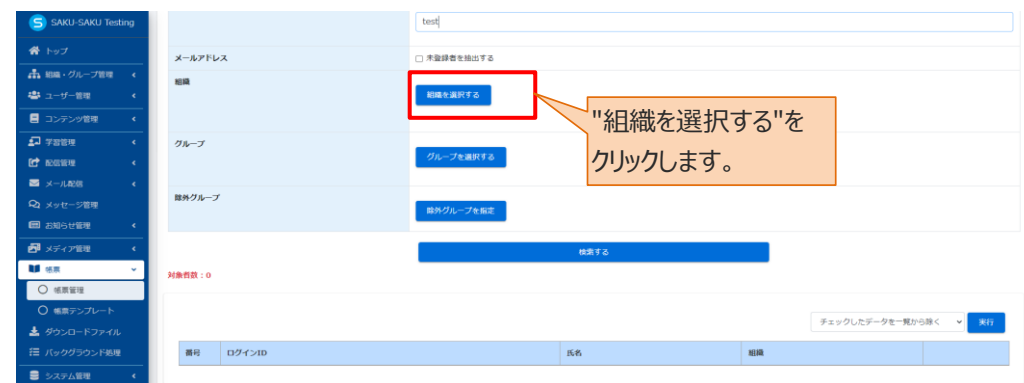 SAKU-SAKU Testing
トップ
組織・グループ管理
ユーザー管理
コンテンツ管理
学習管理
配信管理
メール配信
メッセージ管理
お知らせ管理
メディア管理
帳票
帳票管理
帳票テンプレート
ダウンロードファイル
バックグラウンド処理
システム管理
test
メールアドレス
未登録者を抽出する
組織
組織を選択する
"組織を選択する"を
クリックします。
グループ
グループを選択する
除外グループ
除外グループを指定
検索する
対象者数：0
チェックしたデータを一覧から除く
実行
番号 ログインID 氏名 組織